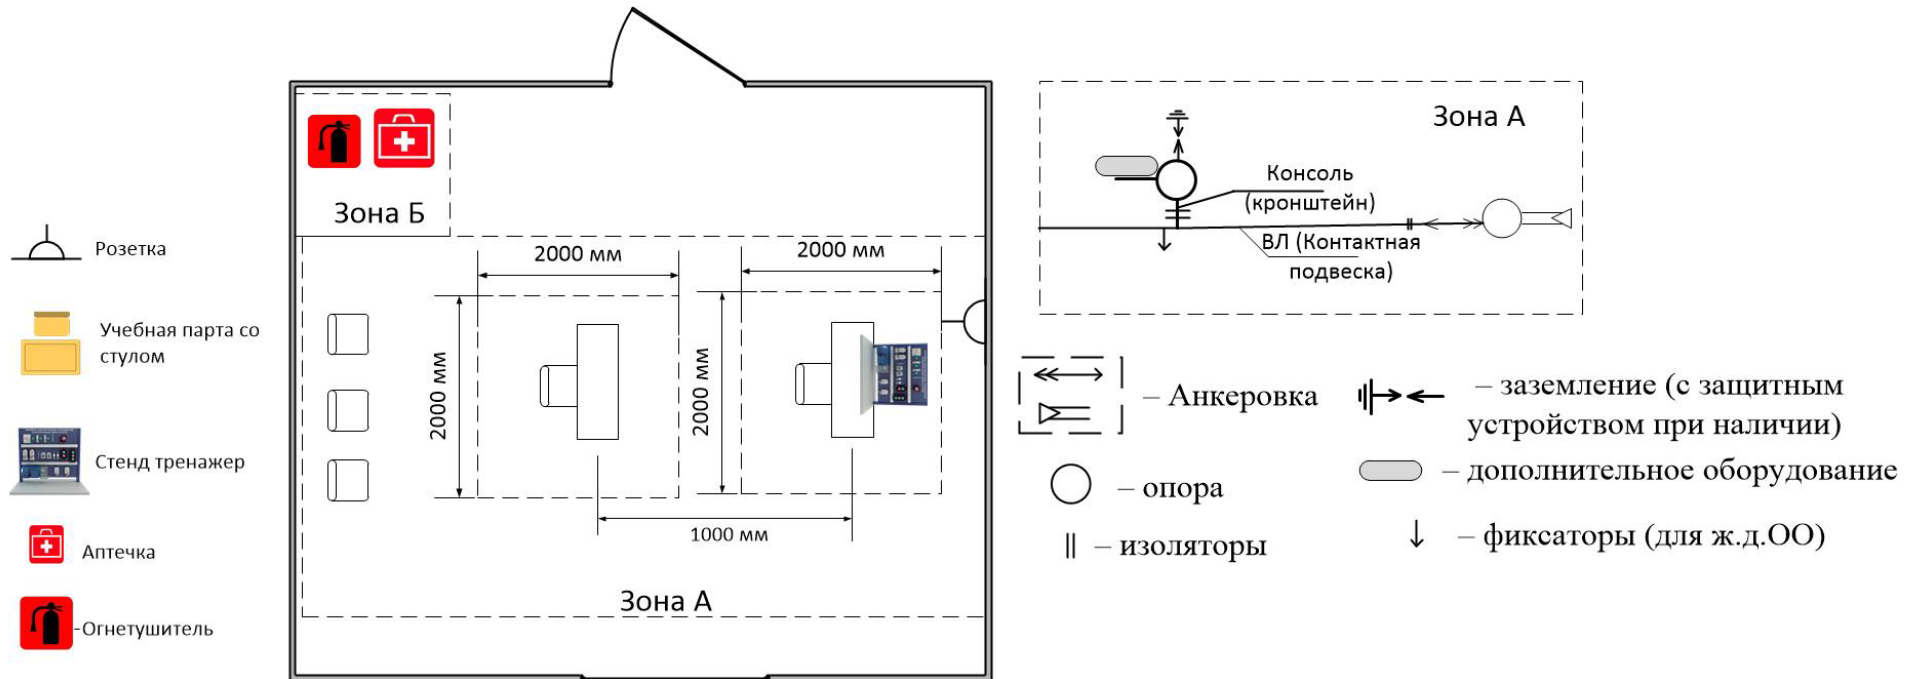 Розетка
Учебная парта со
стулом
Стенд тренажер
Аптечка
-Огнетушитель
Зона Б
2000 мм
2000 мм
2000 мм
2000 мм
1000 мм
Зона А
Зона А
Консоль
(кронштейн)
ВЛ (Контактная
подвеска)
– Анкеровка
– опора
– изоляторы
– заземление (с защитным
устройством при наличии)
– дополнительное оборудование
– фиксаторы (для ж.д.ОО)